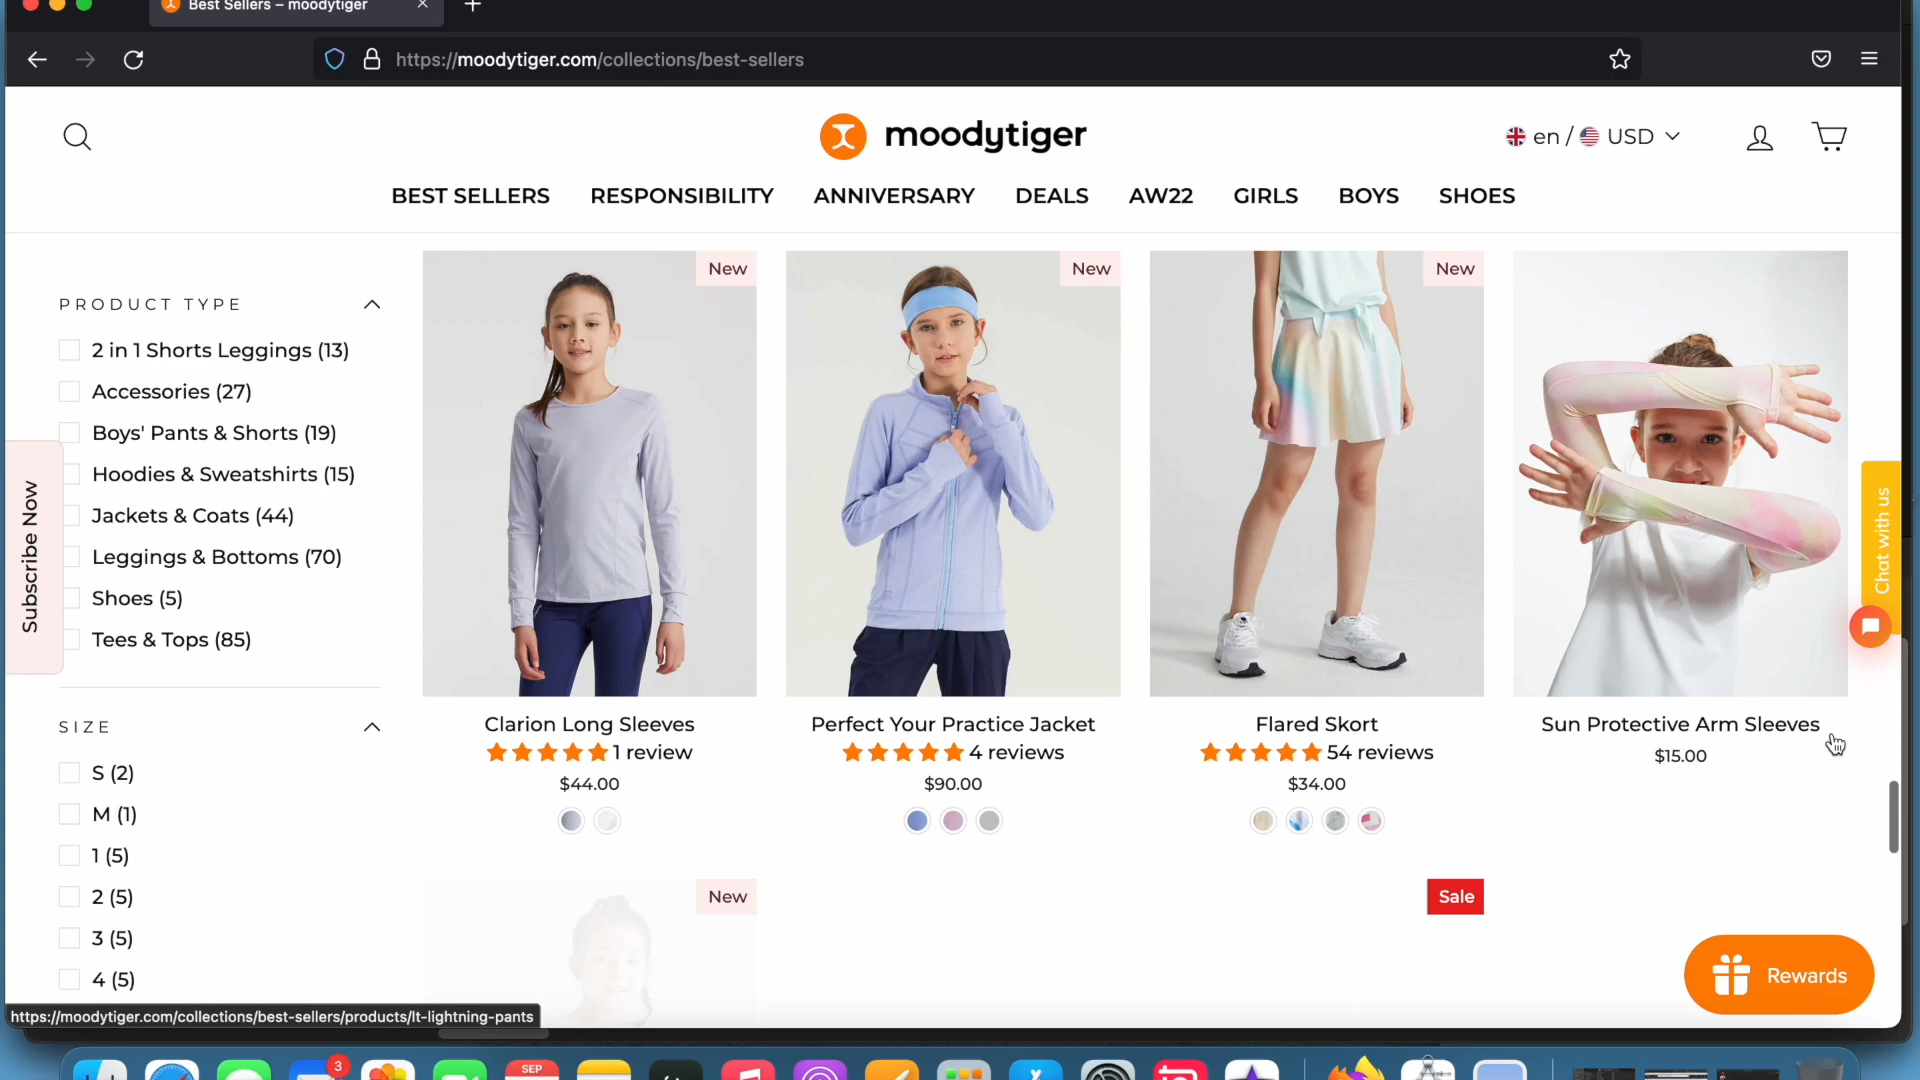 Best Sellers – moodytiger
https://moodytiger.com/collections/best-sellers
moodytiger
en / USD
BEST SELLERS RESPONSIBILITY ANNIVERSARY DEALS AW22 GIRLS BOYS SHOES
PRODUCT TYPE
2 in 1 Shorts Leggings (13)
Accessories (27)
Boys' Pants & Shorts (19)
Hoodies & Sweatshirts (15)
Jackets & Coats (44)
Leggings & Bottoms (70)
Shoes (5)
Tees & Tops (85)
SIZE
S (2)
M (1)
1 (5)
2 (5)
3 (5)
4 (5)
Subscribe Now
New
New
New
Clarion Long Sleeves
1 review
$44.00
Perfect Your Practice Jacket
4 reviews
$90.00
Flared Skort
54 reviews
$34.00
Sun Protective Arm Sleeves
$15.00
New
Sale
Chat with us
Rewards
https://moodytiger.com/collections/best-sellers/products/lt-lightning-pants
3
SEP